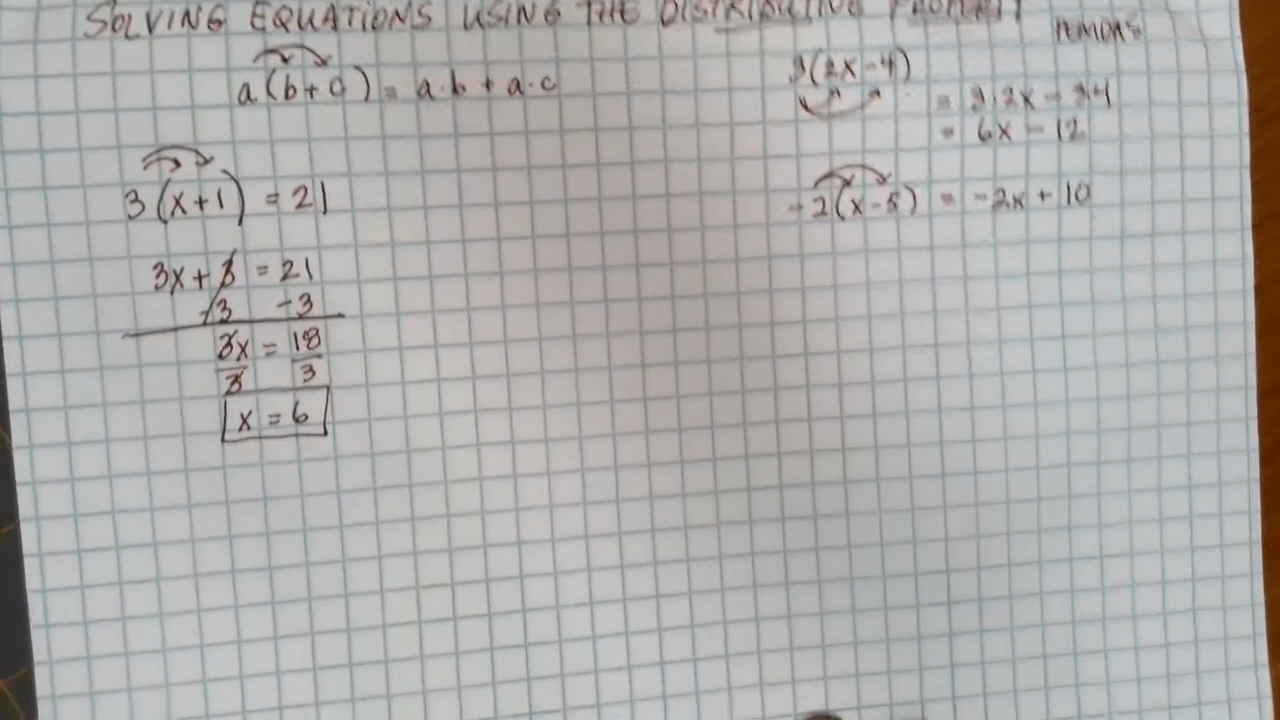 SOLVING EQUATIONS USING THE DISTRIBUTIVE
a(b+c) = a·b + a·c
3(x+1) = 21
3x + 3 = 21
-3 -3
3x = 18
3 3
x = 6
3(2x-4)
= 3·2x - 3·4
= 6x - 12
-2(x-5) = -2x + 10